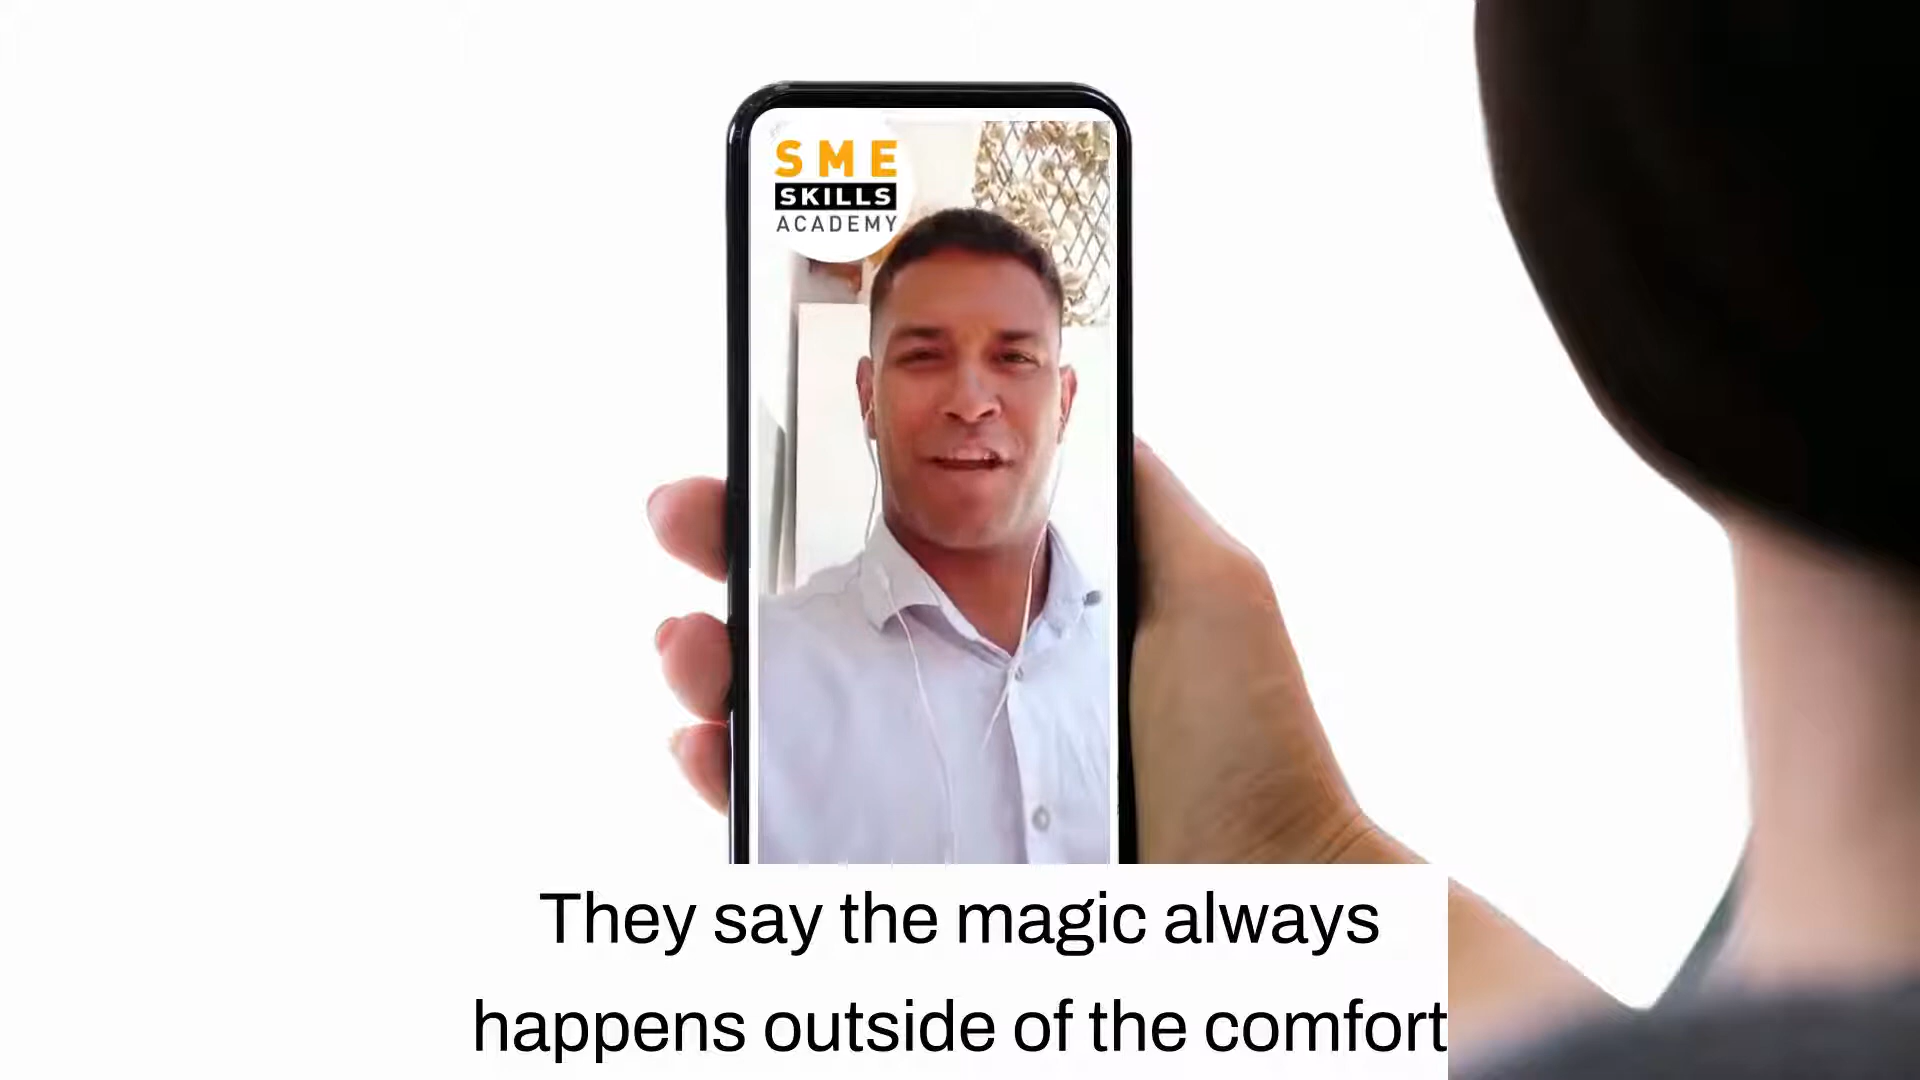 SME
SKILLS
ACADEMY
They say the magic always
happens outside of the comfort